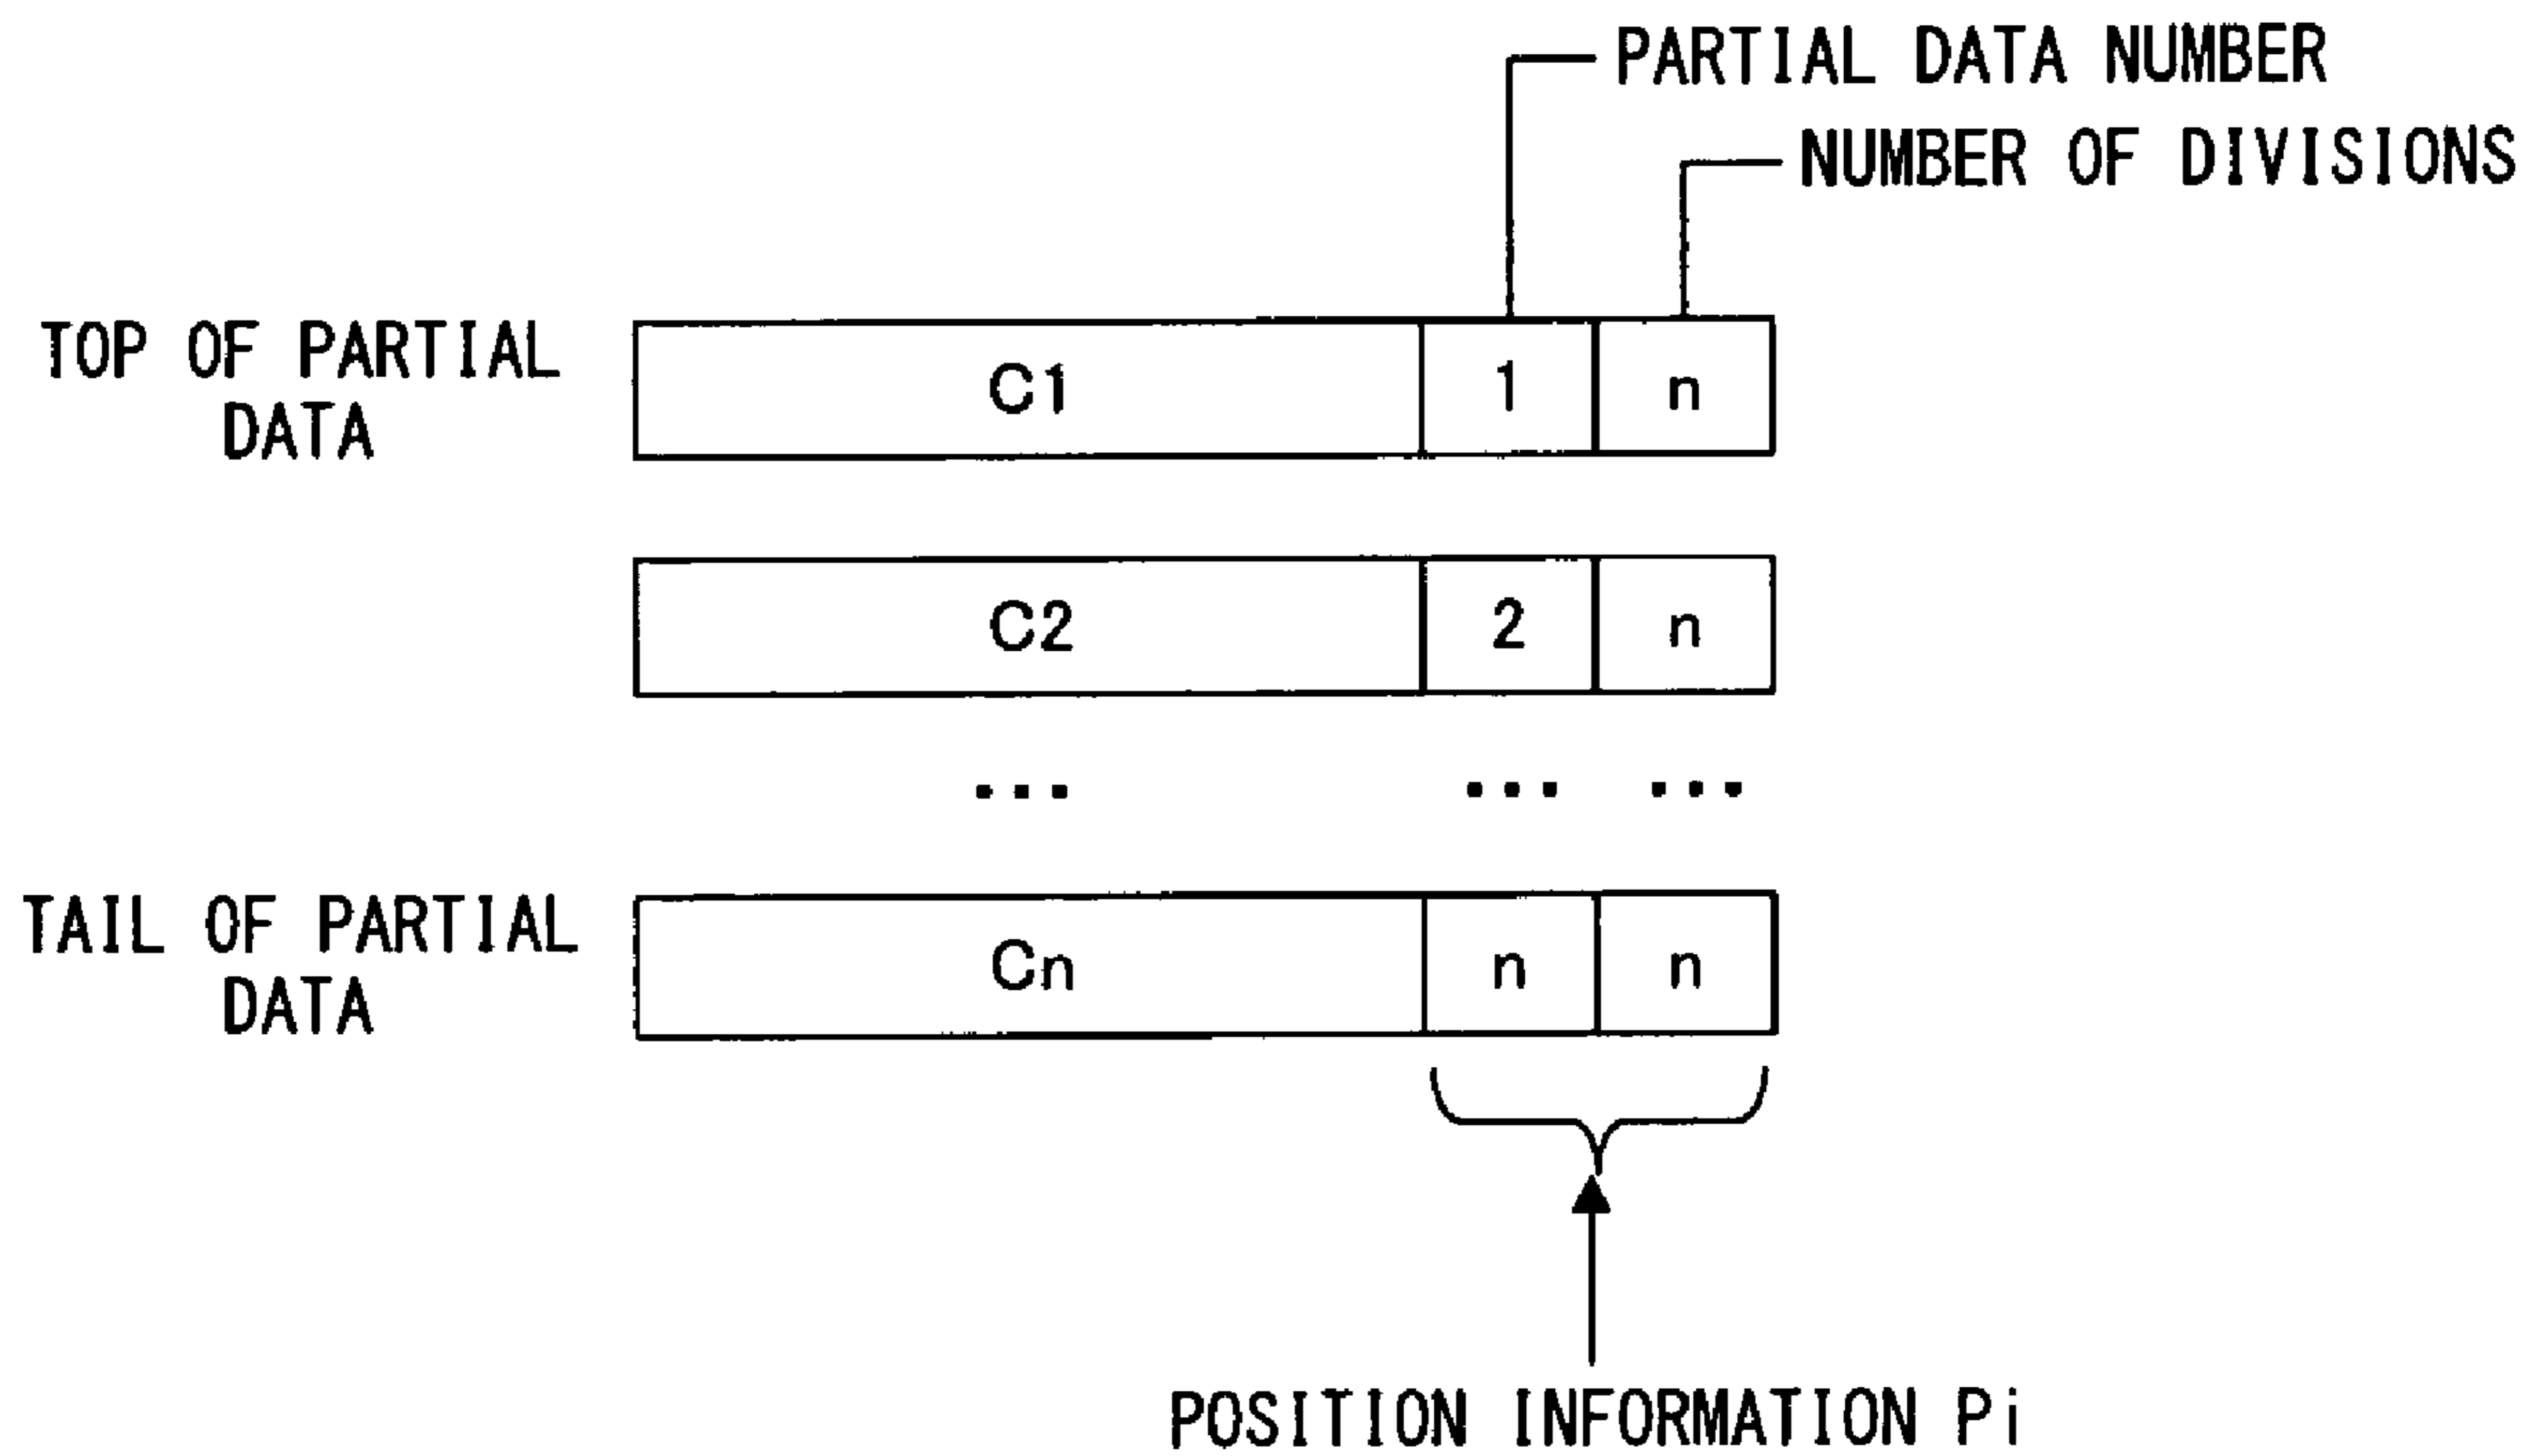 PARTIAL DATA NUMBER
NUMBER OF DIVISIONS
TOP OF PARTIAL
DATA
C1 1 n
C2 2 n
... ... ...
TAIL OF PARTIAL
DATA
Cn n n
POSITION INFORMATION Pi